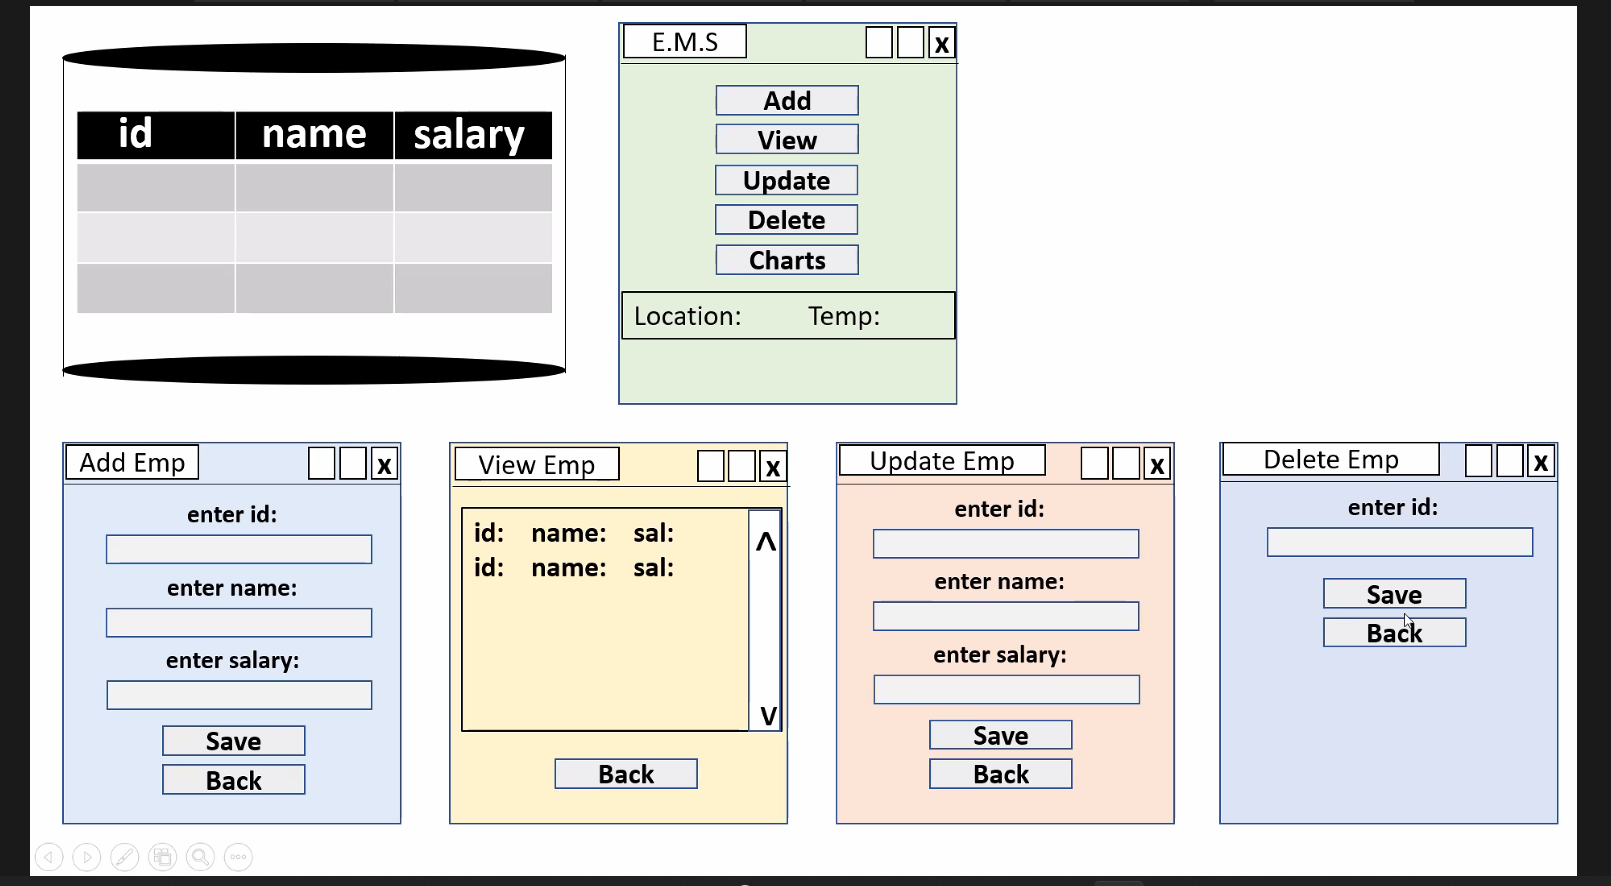 id name salary
E.M.S X
Add
View
Update
Delete
Charts
Location: Temp:
Add Emp X
enter id:
enter name:
enter salary:
Save
Back
View Emp X
id: name: sal:
id: name: sal:
Back
Update Emp X
enter id:
enter name:
enter salary:
Save
Back
Delete Emp X
enter id:
Save
Back